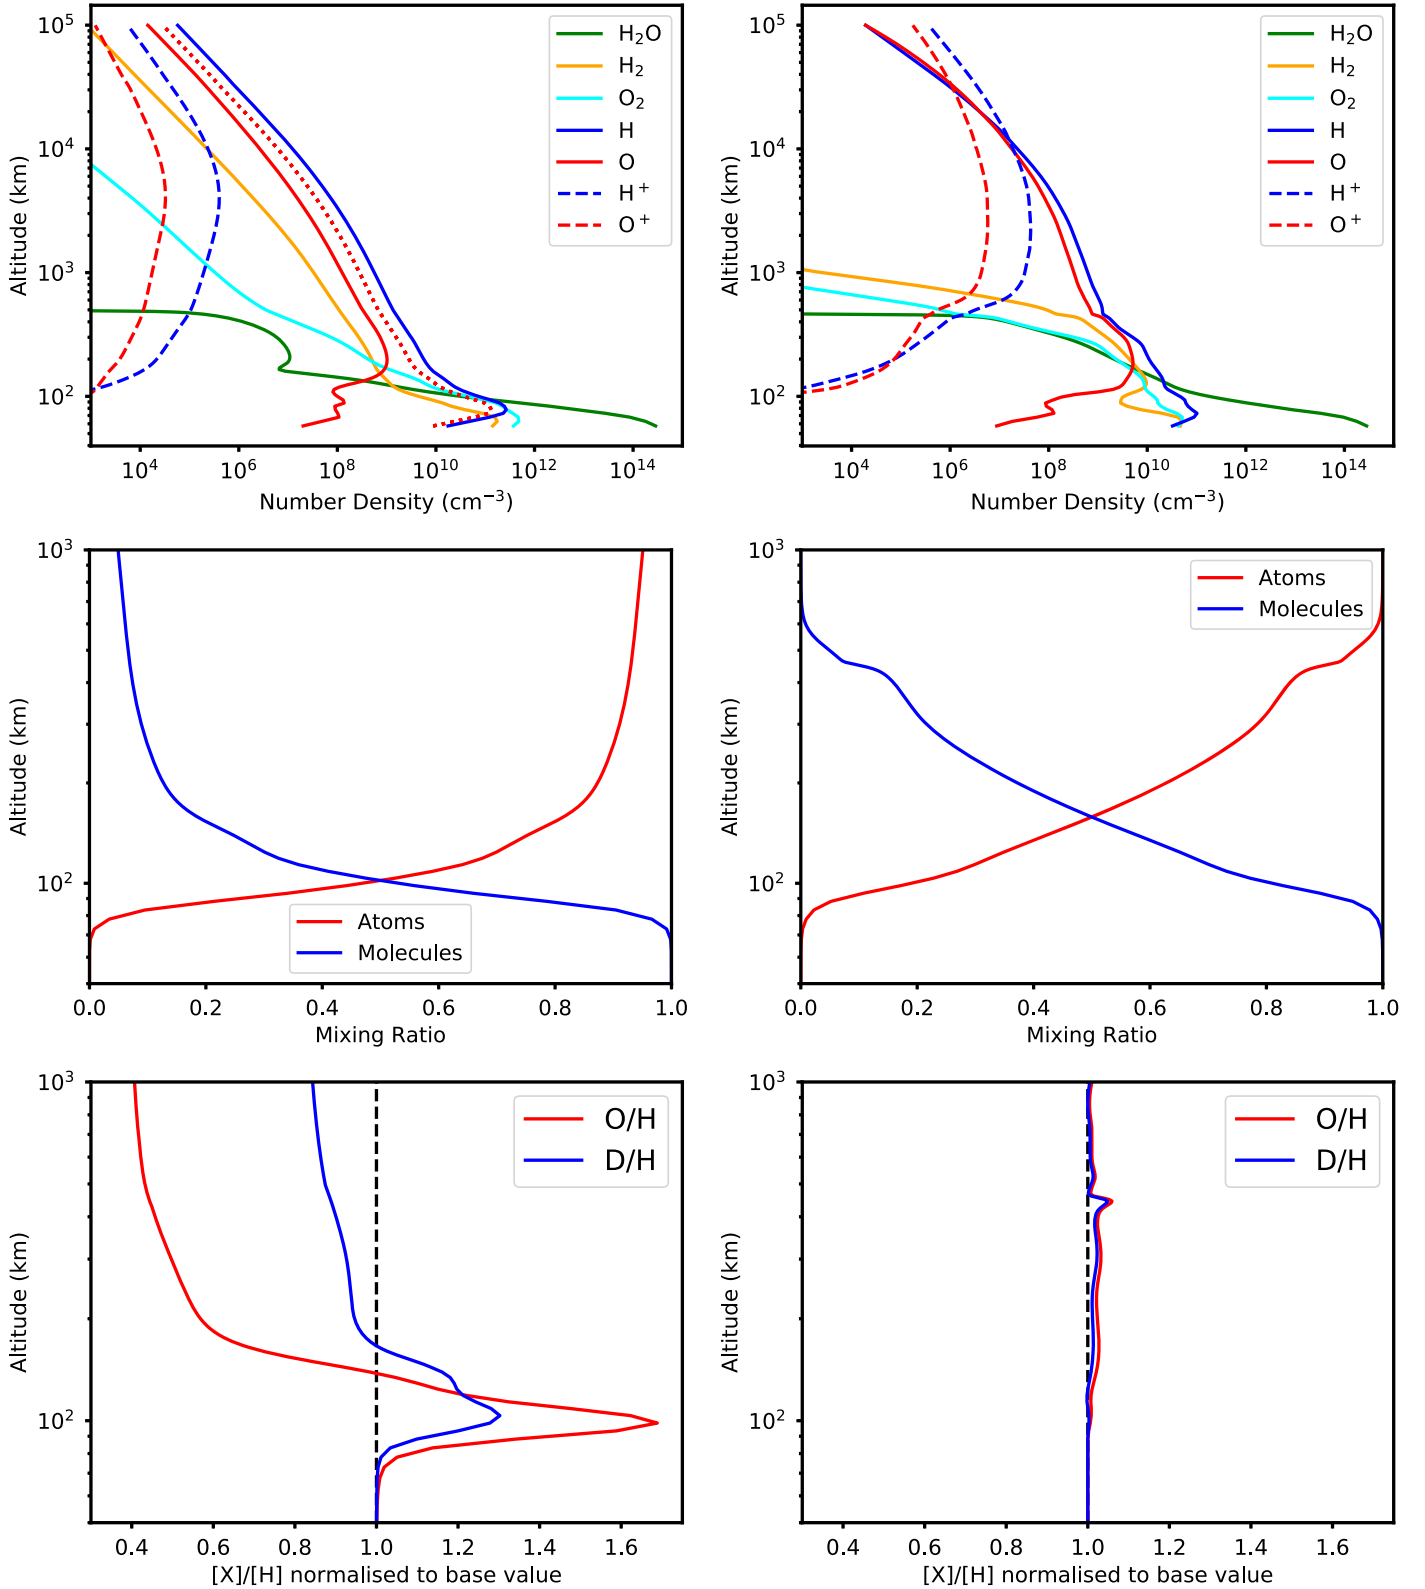 10^5
10^4
10^3
10^2
Altitude (km)
10^4
10^6
10^8
10^10
10^12
10^14
Number Density (cm^−3)
H₂O
H₂
O₂
H
O
H^+
O^+
10^5
10^4
10^3
10^2
Altitude (km)
10^4
10^6
10^8
10^10
10^12
10^14
Number Density (cm^−3)
H₂O
H₂
O₂
H
O
H^+
O^+
10^3
10^2
Altitude (km)
Atoms
Molecules
0.0
0.2
0.4
0.6
0.8
1.0
Mixing Ratio
10^3
10^2
Altitude (km)
Atoms
Molecules
0.0
0.2
0.4
0.6
0.8
1.0
Mixing Ratio
10^3
10^2
Altitude (km)
O/H
D/H
0.4
0.6
0.8
1.0
1.2
1.4
1.6
[X]/[H] normalised to base value
10^3
10^2
Altitude (km)
O/H
D/H
0.4
0.6
0.8
1.0
1.2
1.4
1.6
[X]/[H] normalised to base value